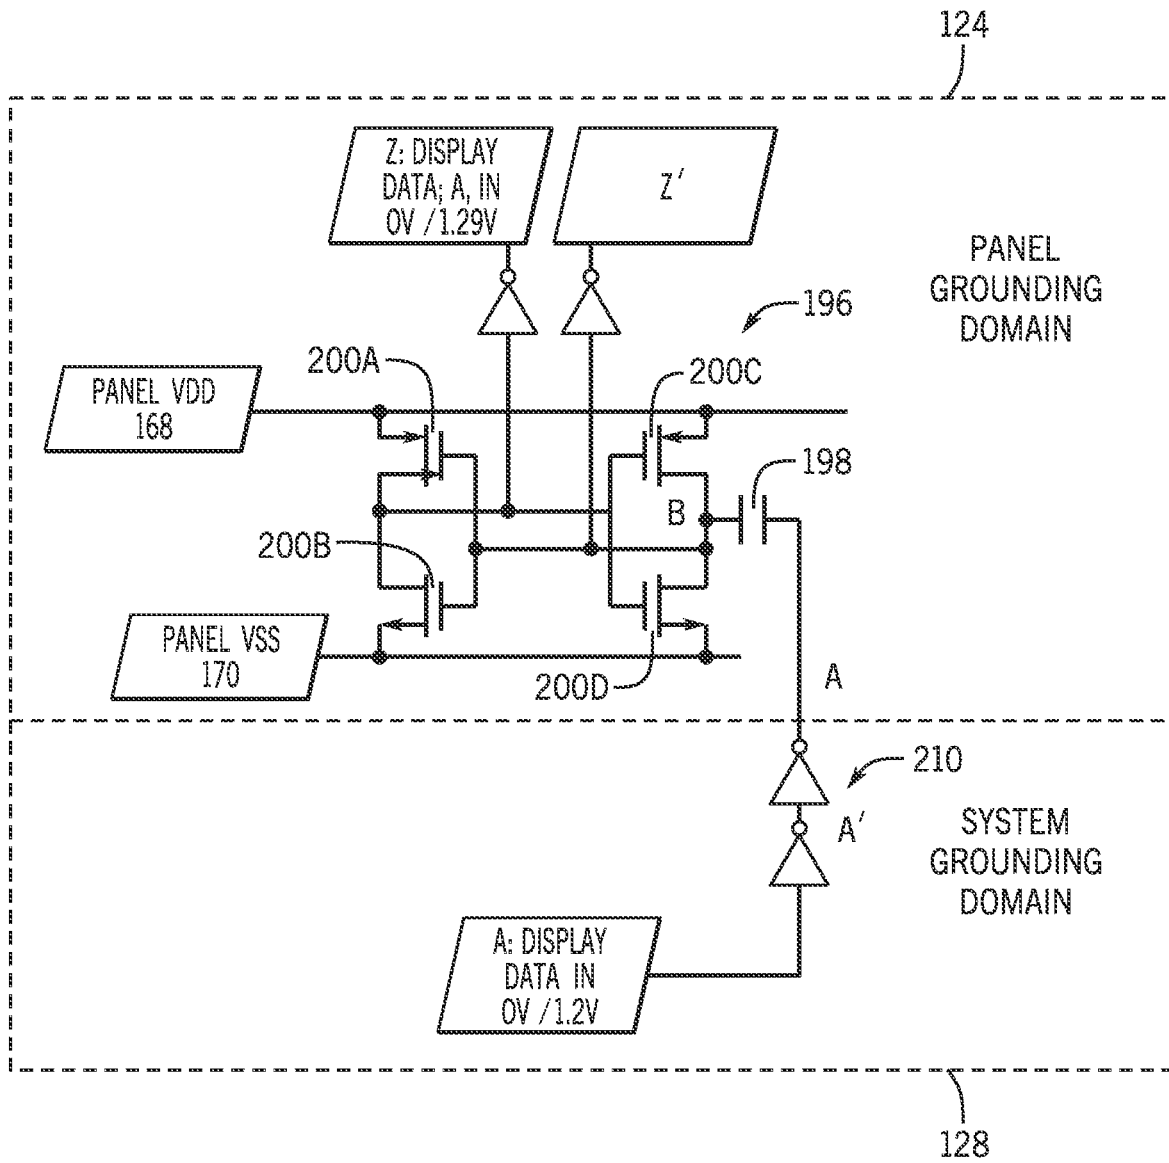 124
Z: DISPLAY
DATA; A, IN
0V /1.29V
Z'
PANEL
GROUNDING
DOMAIN
196
200A
200C
PANEL VDD
168
198
B
200B
PANEL VSS
170
200D
A
210
A'
SYSTEM
GROUNDING
DOMAIN
A: DISPLAY
DATA IN
0V /1.2V
128